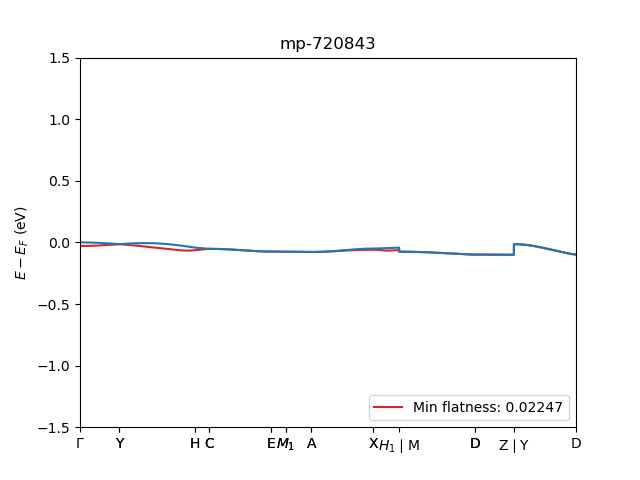 mp-720843
1.5
1.0
0.5
0.0
−0.5
−1.0
−1.5
E − E_F (eV)
Min flatness: 0.02247
Γ Y H C E M₁ A X H₁ | M D Z | Y D